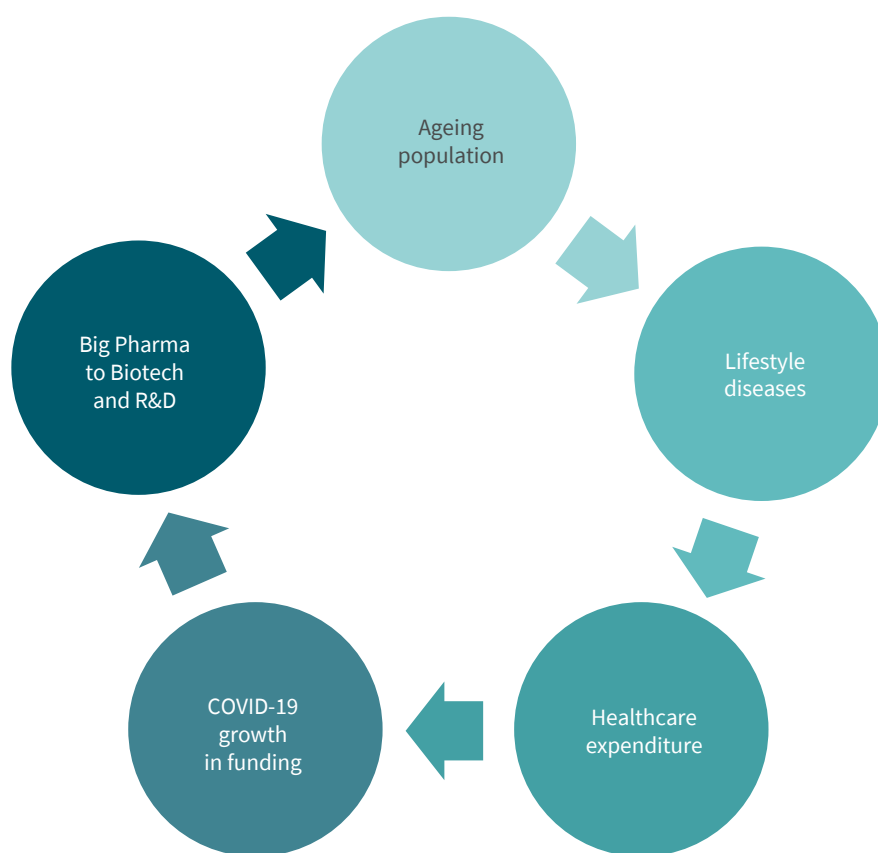 Ageing
population
Lifestyle
diseases
Healthcare
expenditure
COVID-19
growth
in funding
Big Pharma
to Biotech
and R&D